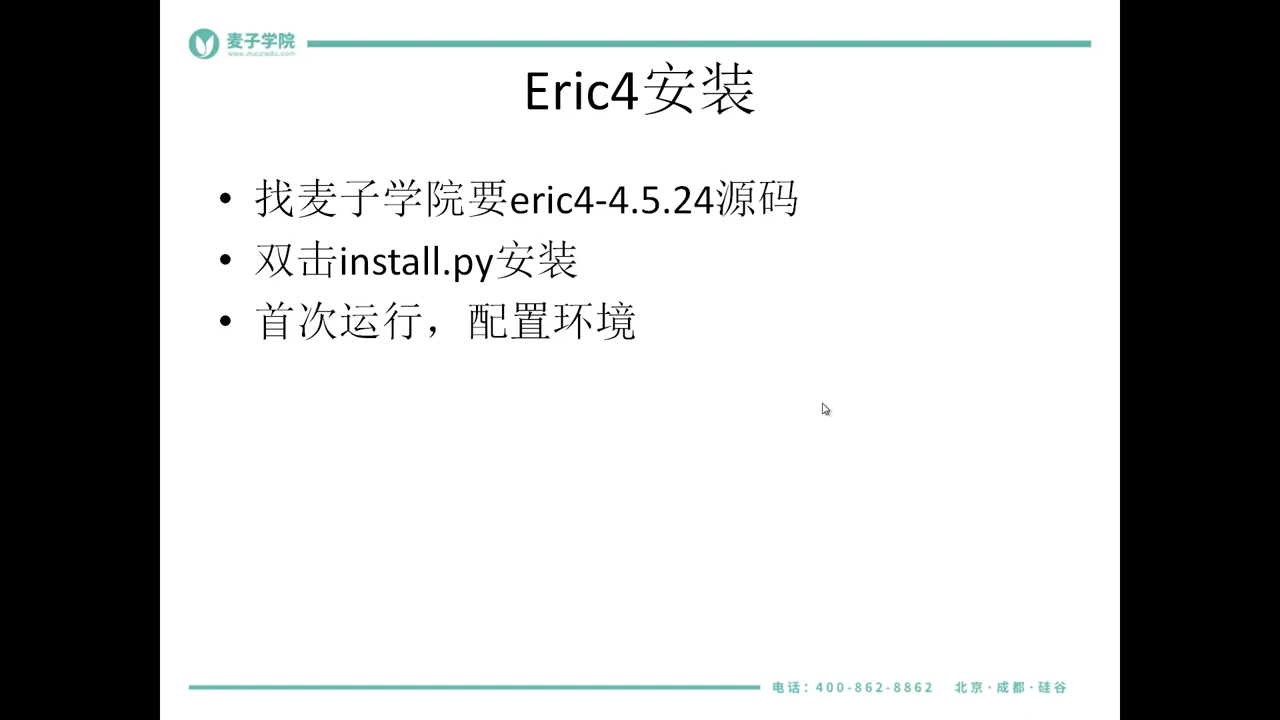 麦子学院
www.maiziedu.com
Eric4安装
• 找麦子学院要eric4-4.5.24源码
• 双击install.py安装
• 首次运行，配置环境
电话：400-862-8862 北京·成都·硅谷